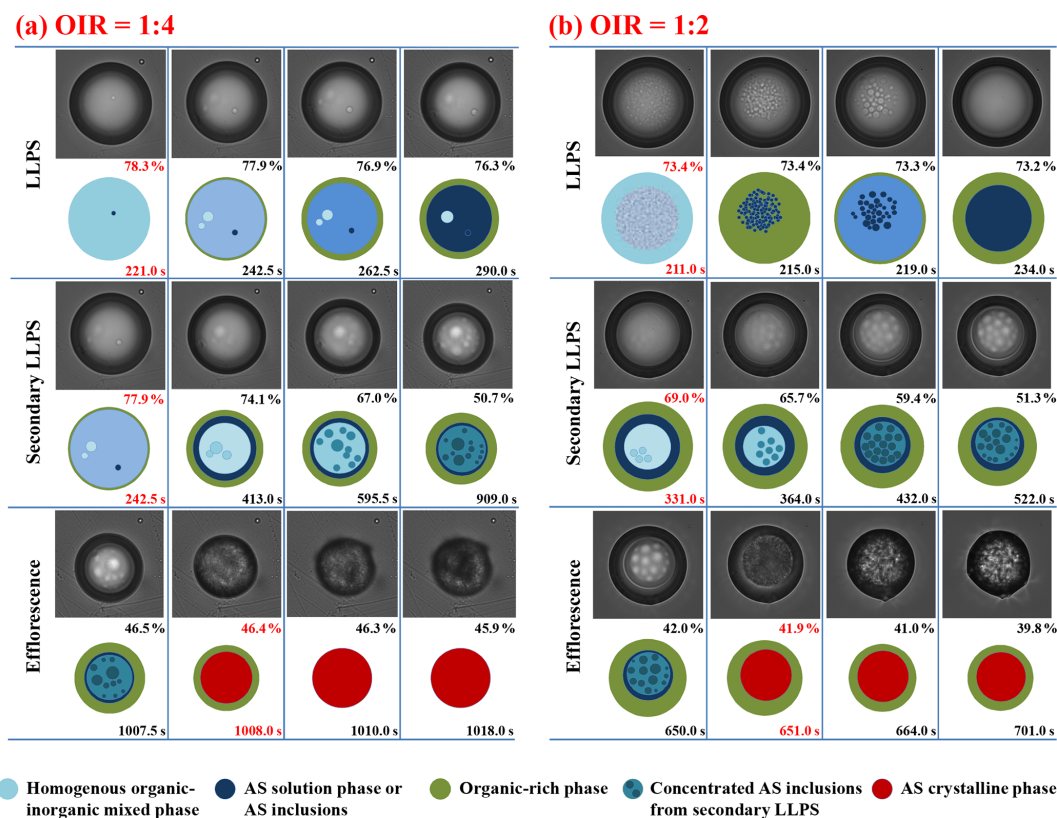 (a) OIR = 1:4
LLPS
78.3 %
77.9 %
76.9 %
76.3 %
221.0 s
242.5 s
262.5 s
290.0 s
Secondary LLPS
77.9 %
74.1 %
67.0 %
50.7 %
242.5 s
413.0 s
595.5 s
909.0 s
Efflorescence
46.5 %
46.4 %
46.3 %
45.9 %
1007.5 s
1008.0 s
1010.0 s
1018.0 s
(b) OIR = 1:2
LLPS
73.4 %
73.4 %
73.3 %
73.2 %
211.0 s
215.0 s
219.0 s
234.0 s
Secondary LLPS
69.0 %
65.7 %
59.4 %
51.3 %
331.0 s
364.0 s
432.0 s
522.0 s
Efflorescence
42.0 %
41.9 %
41.0 %
39.8 %
650.0 s
651.0 s
664.0 s
701.0 s
Homogenous organic-
inorganic mixed phase
AS solution phase or
AS inclusions
Organic-rich phase
Concentrated AS inclusions
from secondary LLPS
AS crystalline phase